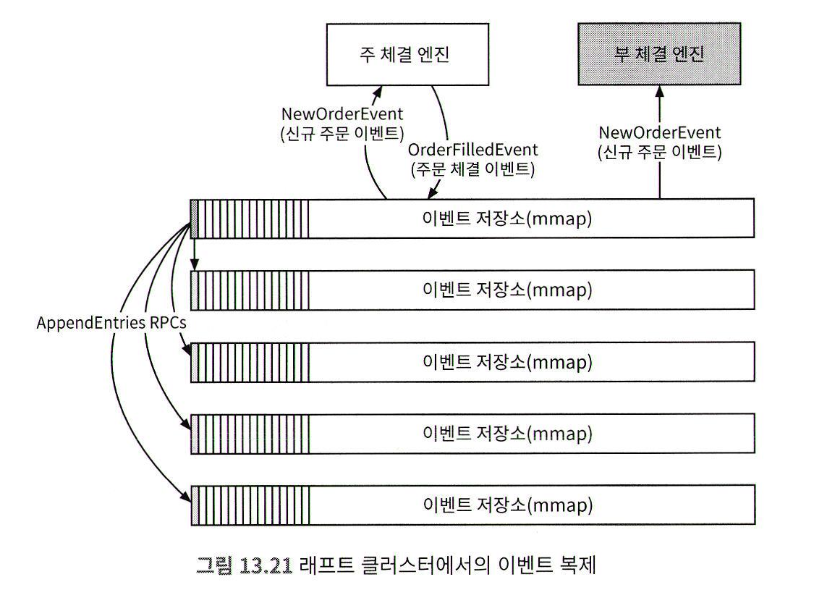 주 체결 엔진
부 체결 엔진
NewOrderEvent
(신규 주문 이벤트)
OrderFilledEvent
(주문 체결 이벤트)
NewOrderEvent
(신규 주문 이벤트)
이벤트 저장소(mmap)
이벤트 저장소(mmap)
AppendEntries RPCs
이벤트 저장소(mmap)
이벤트 저장소(mmap)
이벤트 저장소(mmap)
그림 13.21 래프트 클러스터에서의 이벤트 복제